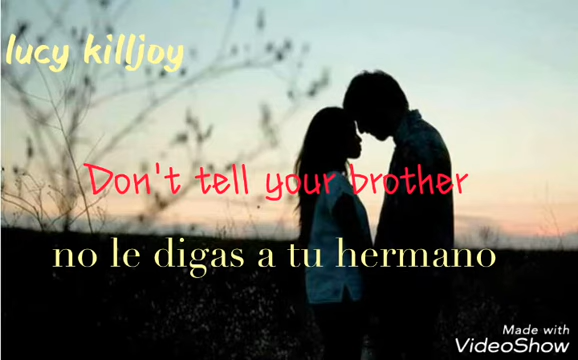 lucy killjoy
Don't tell your brother
no le digas a tu hermano
Made with
VideoShow